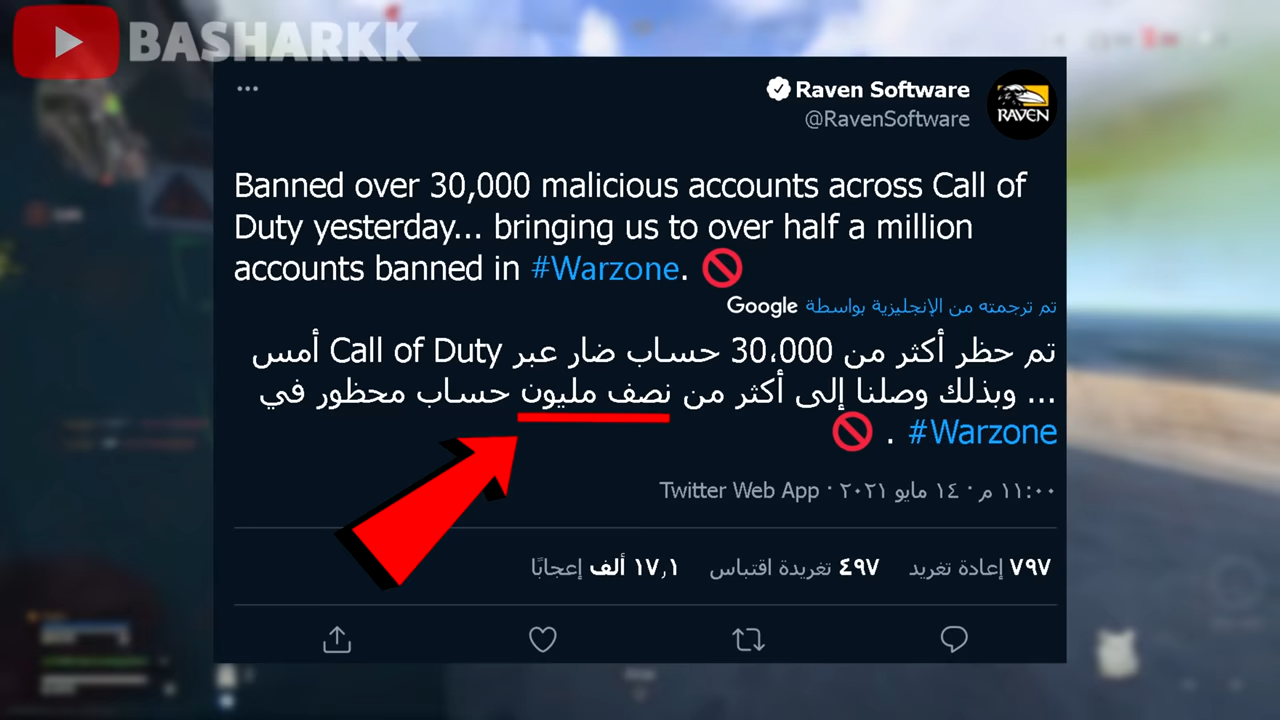 BASHARKK
Raven Software
@RavenSoftware
RAVEN
Banned over 30,000 malicious accounts across Call of
Duty yesterday... bringing us to over half a million
accounts banned in #Warzone.
تم ترجمته من الإنجليزية بواسطة Google
تم حظر أكثر من 30،000 حساب ضار عبر Call of Duty أمس
... وبذلك وصلنا إلى أكثر من نصف مليون حساب محظور في
#Warzone .
١١:٠٠ م · ١٤ مايو ٢٠٢١ · Twitter Web App
٧٩٧ إعادة تغريد ٤٩٧ تغريدة اقتباس ١٧٫١ ألف إعجابًا